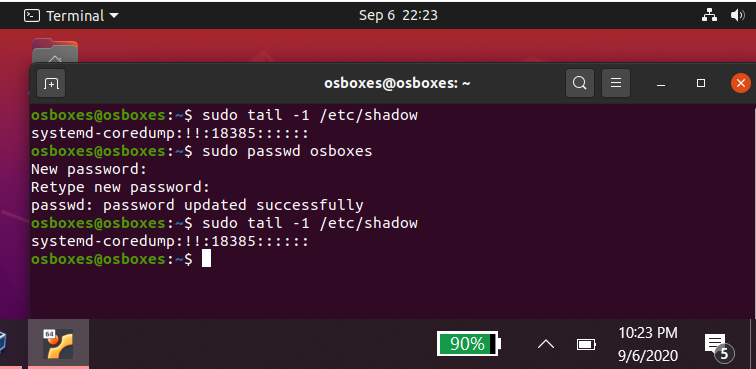 Terminal
Sep 6 22:23
osboxes@osboxes: ~
osboxes@osboxes:~$ sudo tail -1 /etc/shadow
systemd-coredump:!!:18385::::::
osboxes@osboxes:~$ sudo passwd osboxes
New password:
Retype new password:
passwd: password updated successfully
osboxes@osboxes:~$ sudo tail -1 /etc/shadow
systemd-coredump:!!:18385::::::
osboxes@osboxes:~$
64
90%
10:23 PM
9/6/2020
5